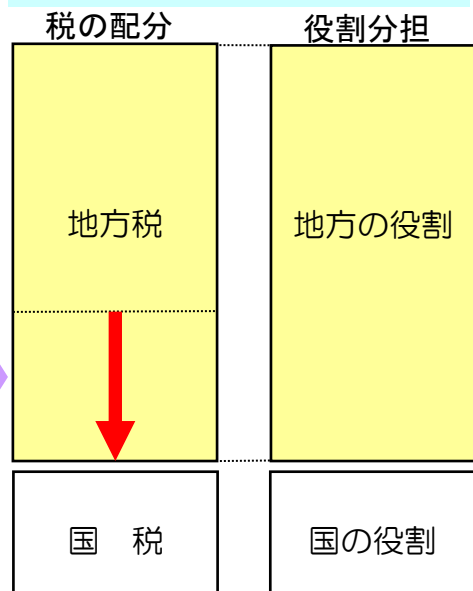 税の配分
役割分担
地方税
地方の役割
国　税
国の役割